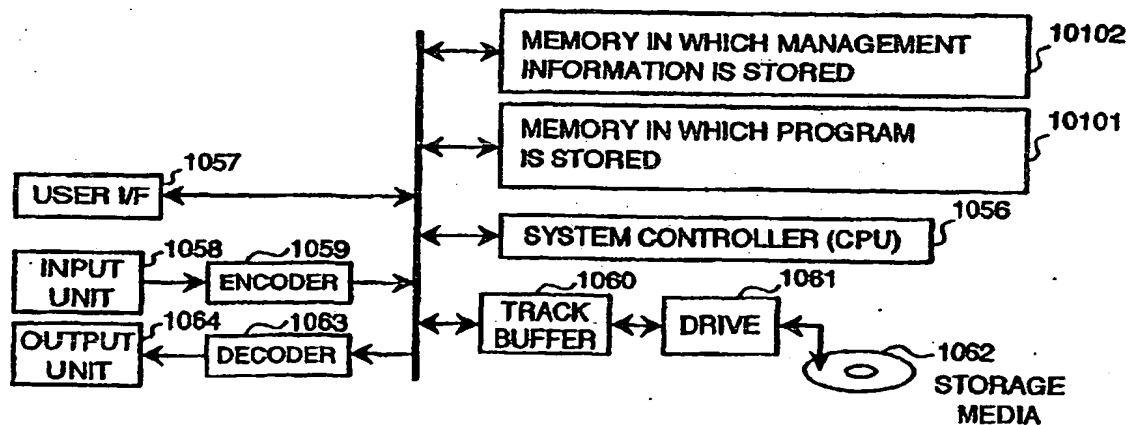 MEMORY IN WHICH MANAGEMENT
INFORMATION IS STORED
10102
MEMORY IN WHICH PROGRAM
IS STORED
10101
1057
USER I/F
1056
SYSTEM CONTROLLER (CPU)
1058
INPUT
UNIT
1059
ENCODER
1060
TRACK
BUFFER
1061
DRIVE
1064
OUTPUT
UNIT
1063
DECODER
1062
STORAGE
MEDIA